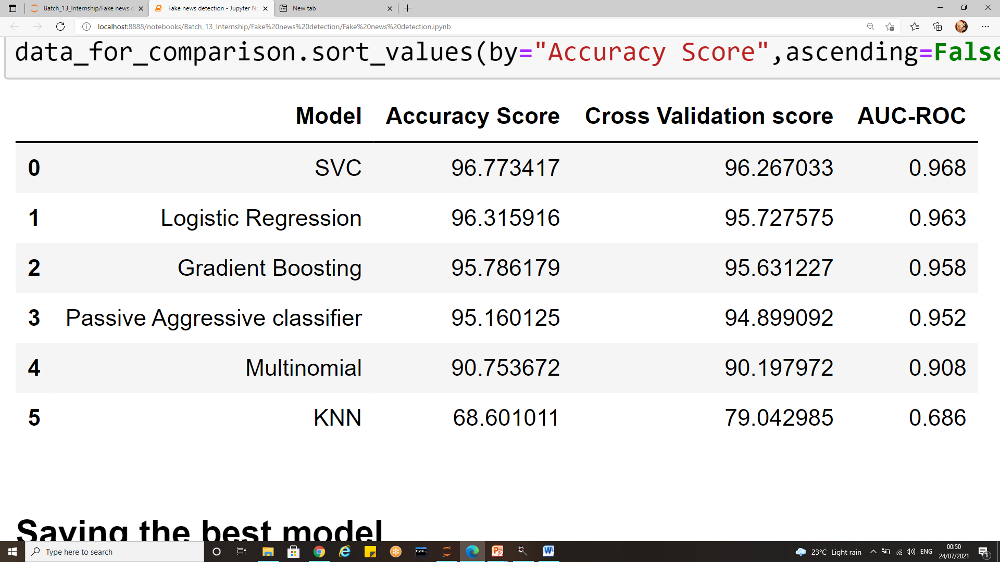 Batch_13_Internship/Fake news d
Fake news detection - Jupyter No
New tab
localhost:8888/notebooks/Batch_13_Internship/Fake%20news%20detection/Fake%20news%20detection.ipynb
data_for_comparison.sort_values(by="Accuracy Score",ascending=False
Model Accuracy Score Cross Validation score AUC-ROC
0 SVC 96.773417 96.267033 0.968
1 Logistic Regression 96.315916 95.727575 0.963
2 Gradient Boosting 95.786179 95.631227 0.958
3 Passive Aggressive classifier 95.160125 94.899092 0.952
4 Multinomial 90.753672 90.197972 0.908
5 KNN 68.601011 79.042985 0.686
Saving the best model
Type here to search
23°C Light rain
ENG
00:50
24/07/2021
1